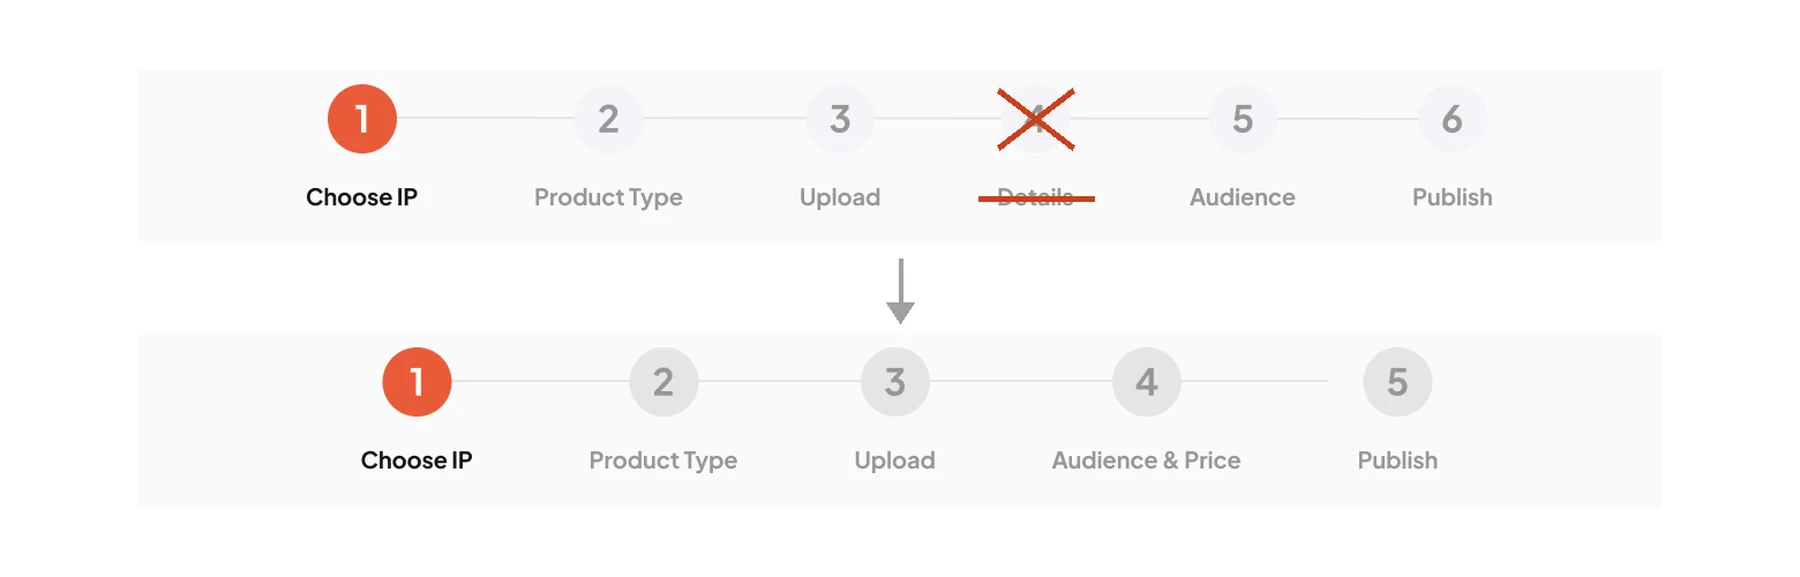 1 2 3 4 5 6
Choose IP Product Type Upload Details Audience Publish
1 2 3 4 5
Choose IP Product Type Upload Audience & Price Publish